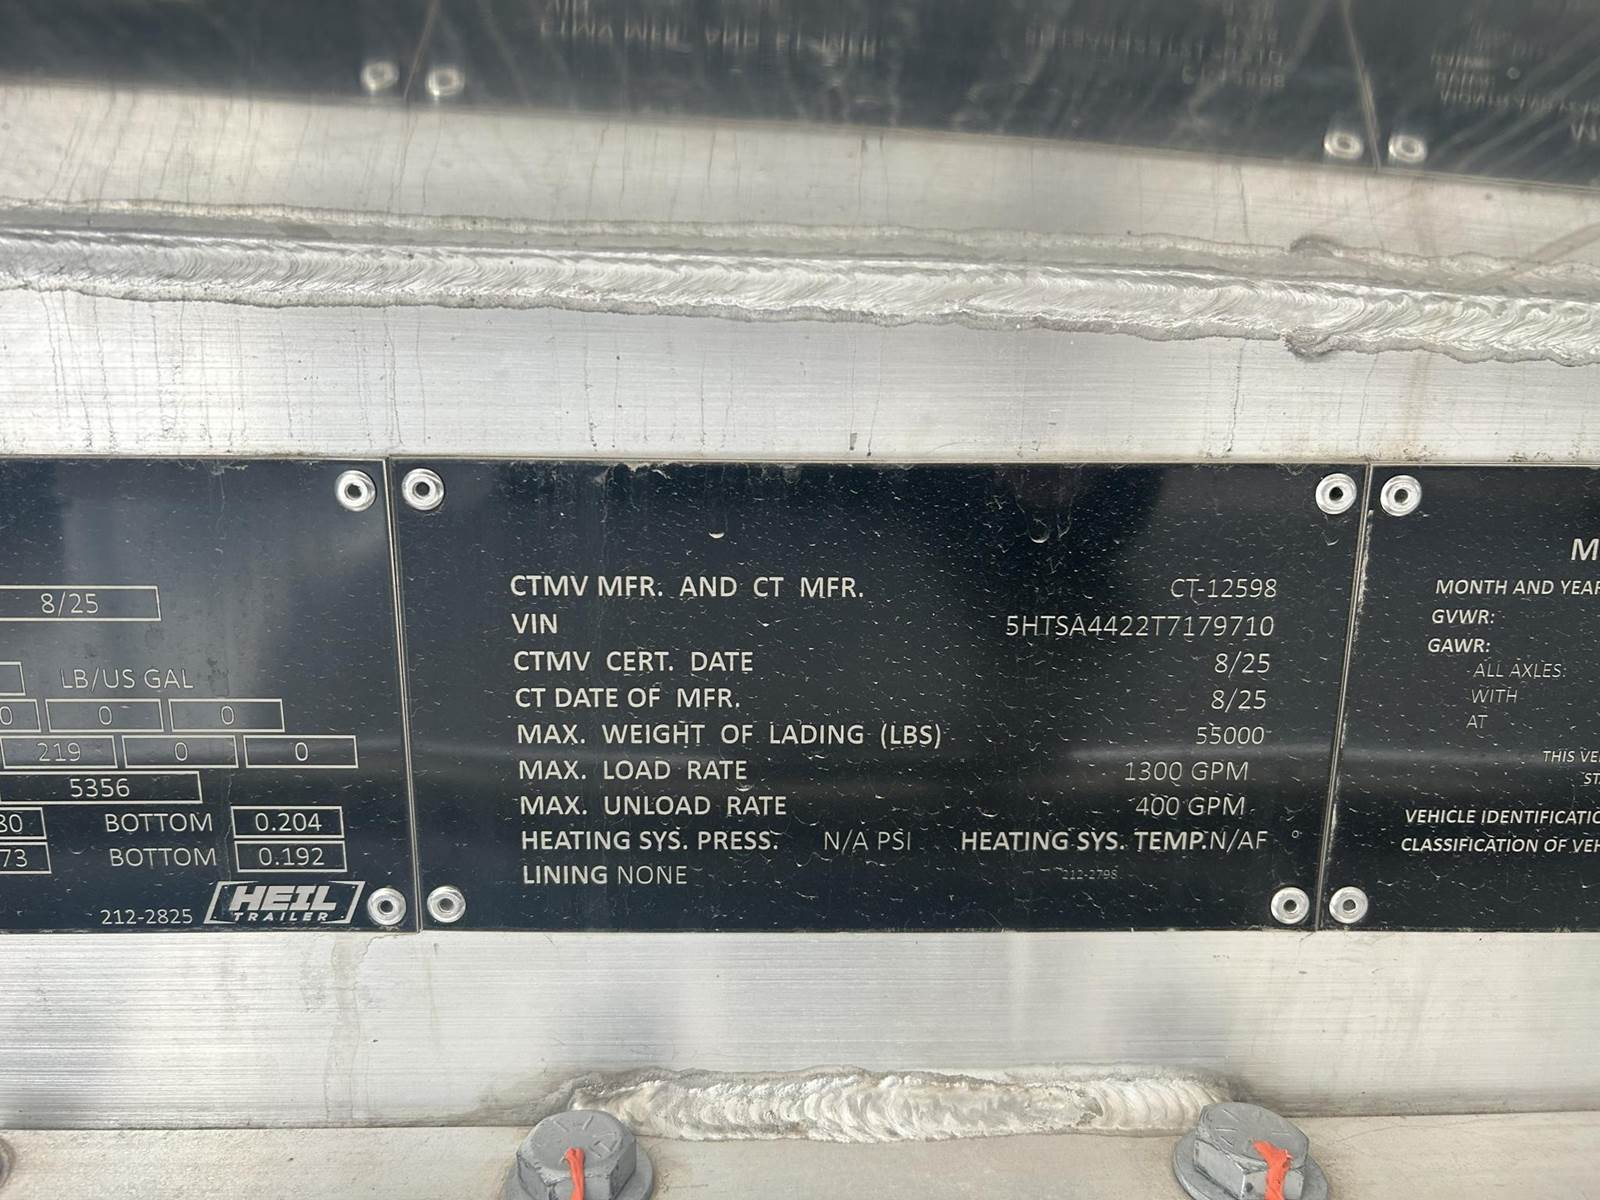 8/25
LB/US GAL
0 0 0
219 0 0
5356
80 BOTTOM 0.204
73 BOTTOM 0.192
212-2825 HEIL
TRAILER
CTMV MFR. AND CT MFR. CT-12598
VIN 5HTSA4422T7179710
CTMV CERT. DATE 8/25
CT DATE OF MFR. 8/25
MAX. WEIGHT OF LADING (LBS) 55000
MAX. LOAD RATE 1300 GPM
MAX. UNLOAD RATE 400 GPM
HEATING SYS. PRESS. N/A PSI HEATING SYS. TEMP. N/AF °
LINING NONE 212-2798
M
MONTH AND YEAR
GVWR:
GAWR:
ALL AXLES:
WITH
AT
THIS VE
ST
VEHICLE IDENTIFICATIO
CLASSIFICATION OF VEH